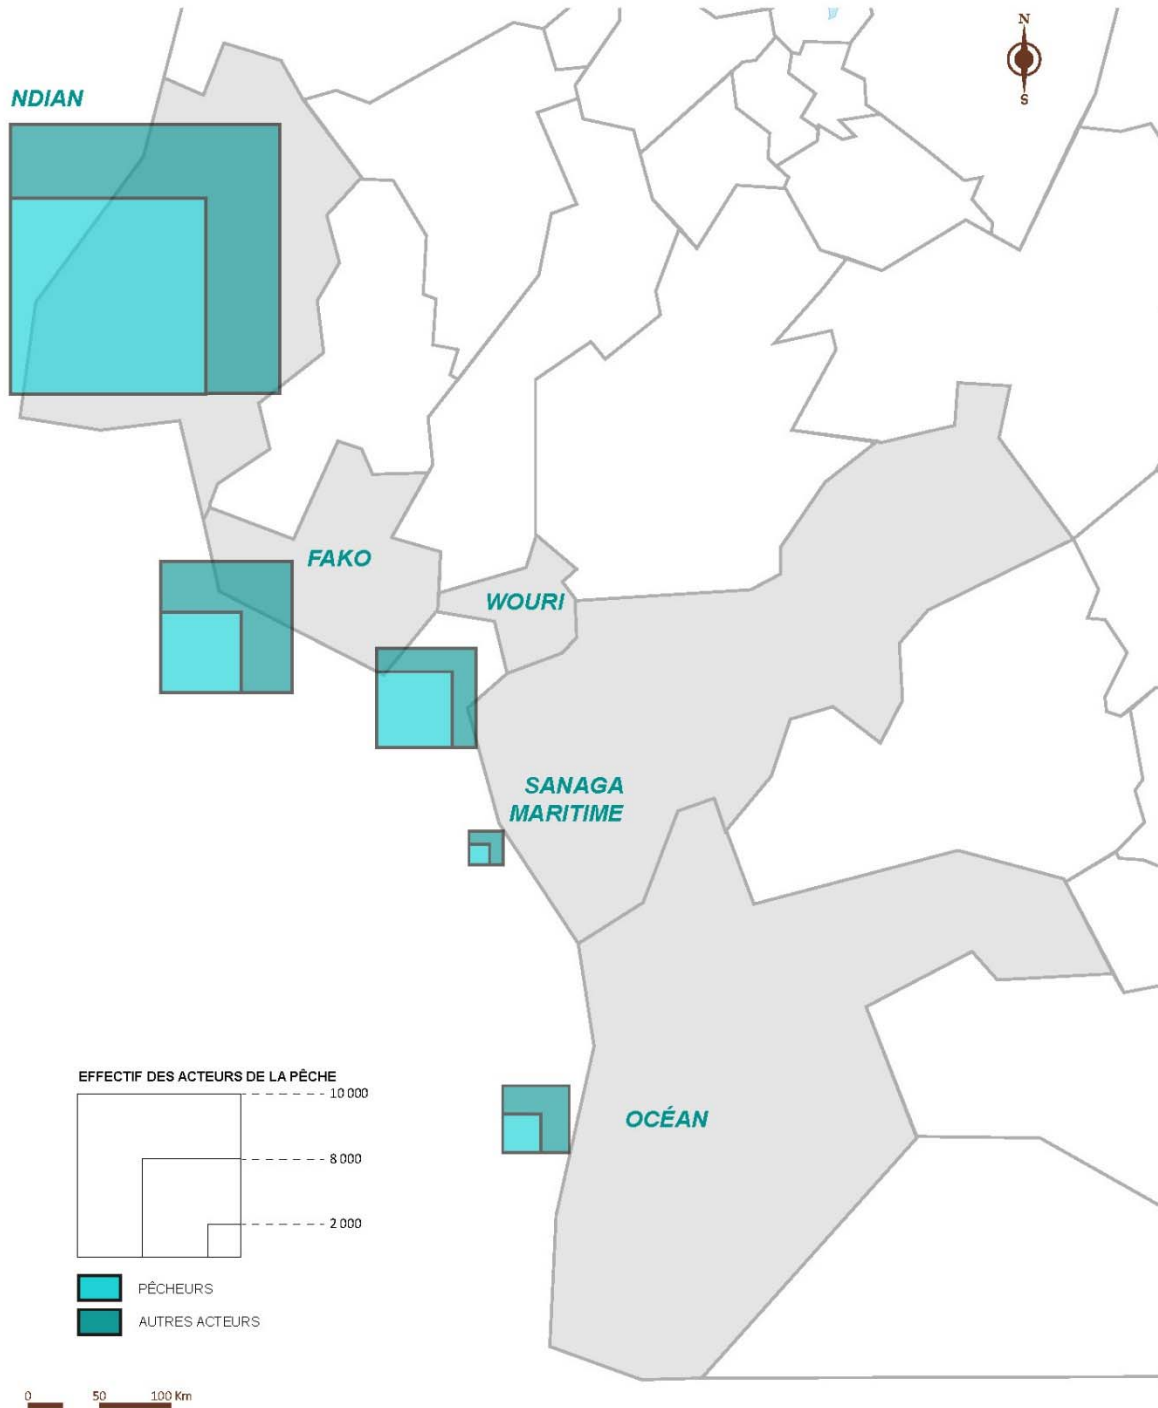 N
S
NDIAN
FAKO
WOURI
SANAGA
MARITIME
OCÉAN
EFFECTIF DES ACTEURS DE LA PÊCHE
10 000
8 000
2 000
PÊCHEURS
AUTRES ACTEURS
0 50 100 Km